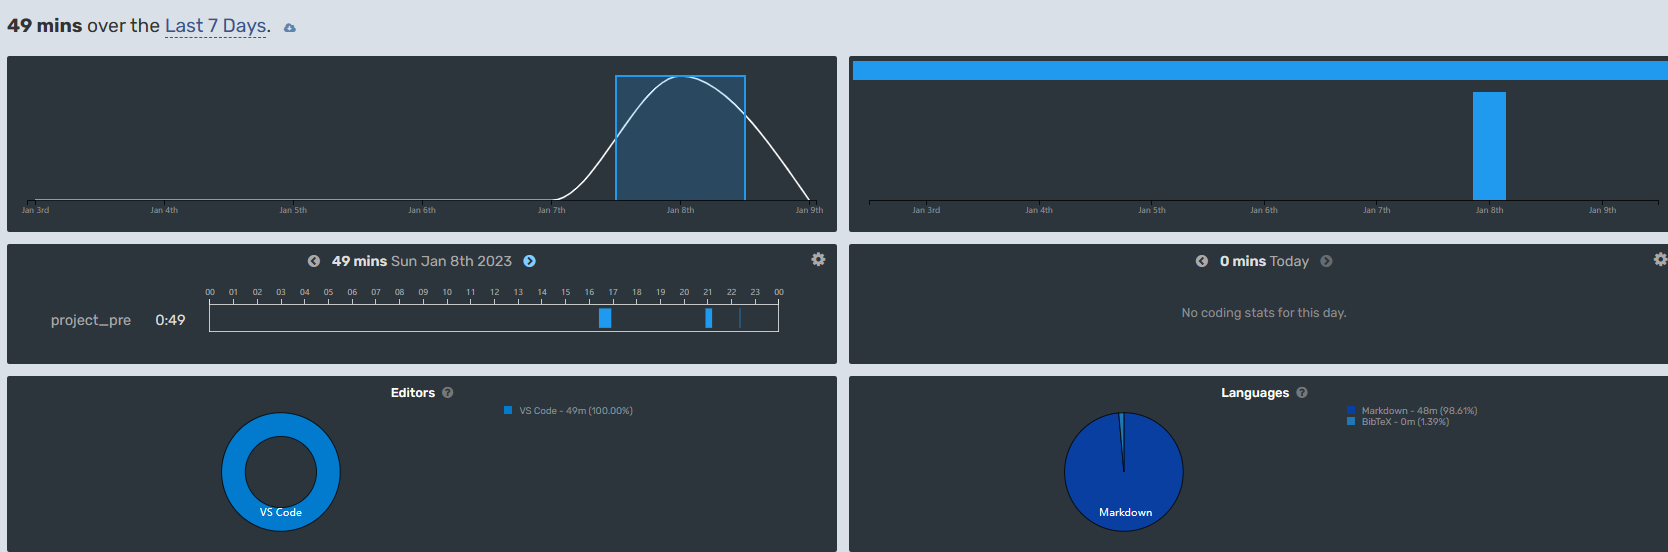 49 mins over the Last 7 Days.
Jan 3rd Jan 4th Jan 5th Jan 6th Jan 7th Jan 8th Jan 9th
Jan 3rd Jan 4th Jan 5th Jan 6th Jan 7th Jan 8th Jan 9th
49 mins Sun Jan 8th 2023
00 01 02 03 04 05 06 07 08 09 10 11 12 13 14 15 16 17 18 19 20 21 22 23 00
project_pre 0:49
0 mins Today
No coding stats for this day.
Editors ?
VS Code - 49m (100.00%)
VS Code
Languages ?
Markdown - 48m (98.61%)
BibTeX - 0m (1.39%)
Markdown